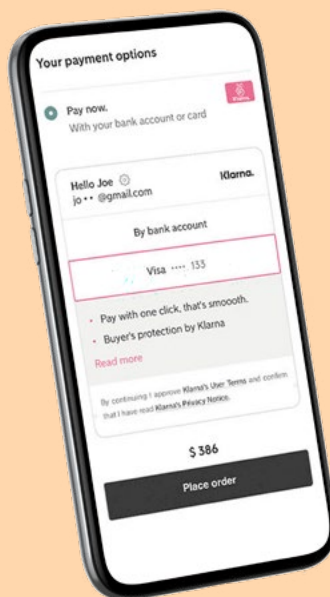 Your payment options
Pay now.
With your bank account or card
Klarna.
Hello Joe
jo•• @gmail.com
Klarna.
By bank account
Visa •••• 133
• Pay with one click, that's smoooth.
• Buyer's protection by Klarna
Read more
By continuing I approve Klarna's User Terms and confirm
that I have read Klarna's Privacy Notice.
$ 386
Place order